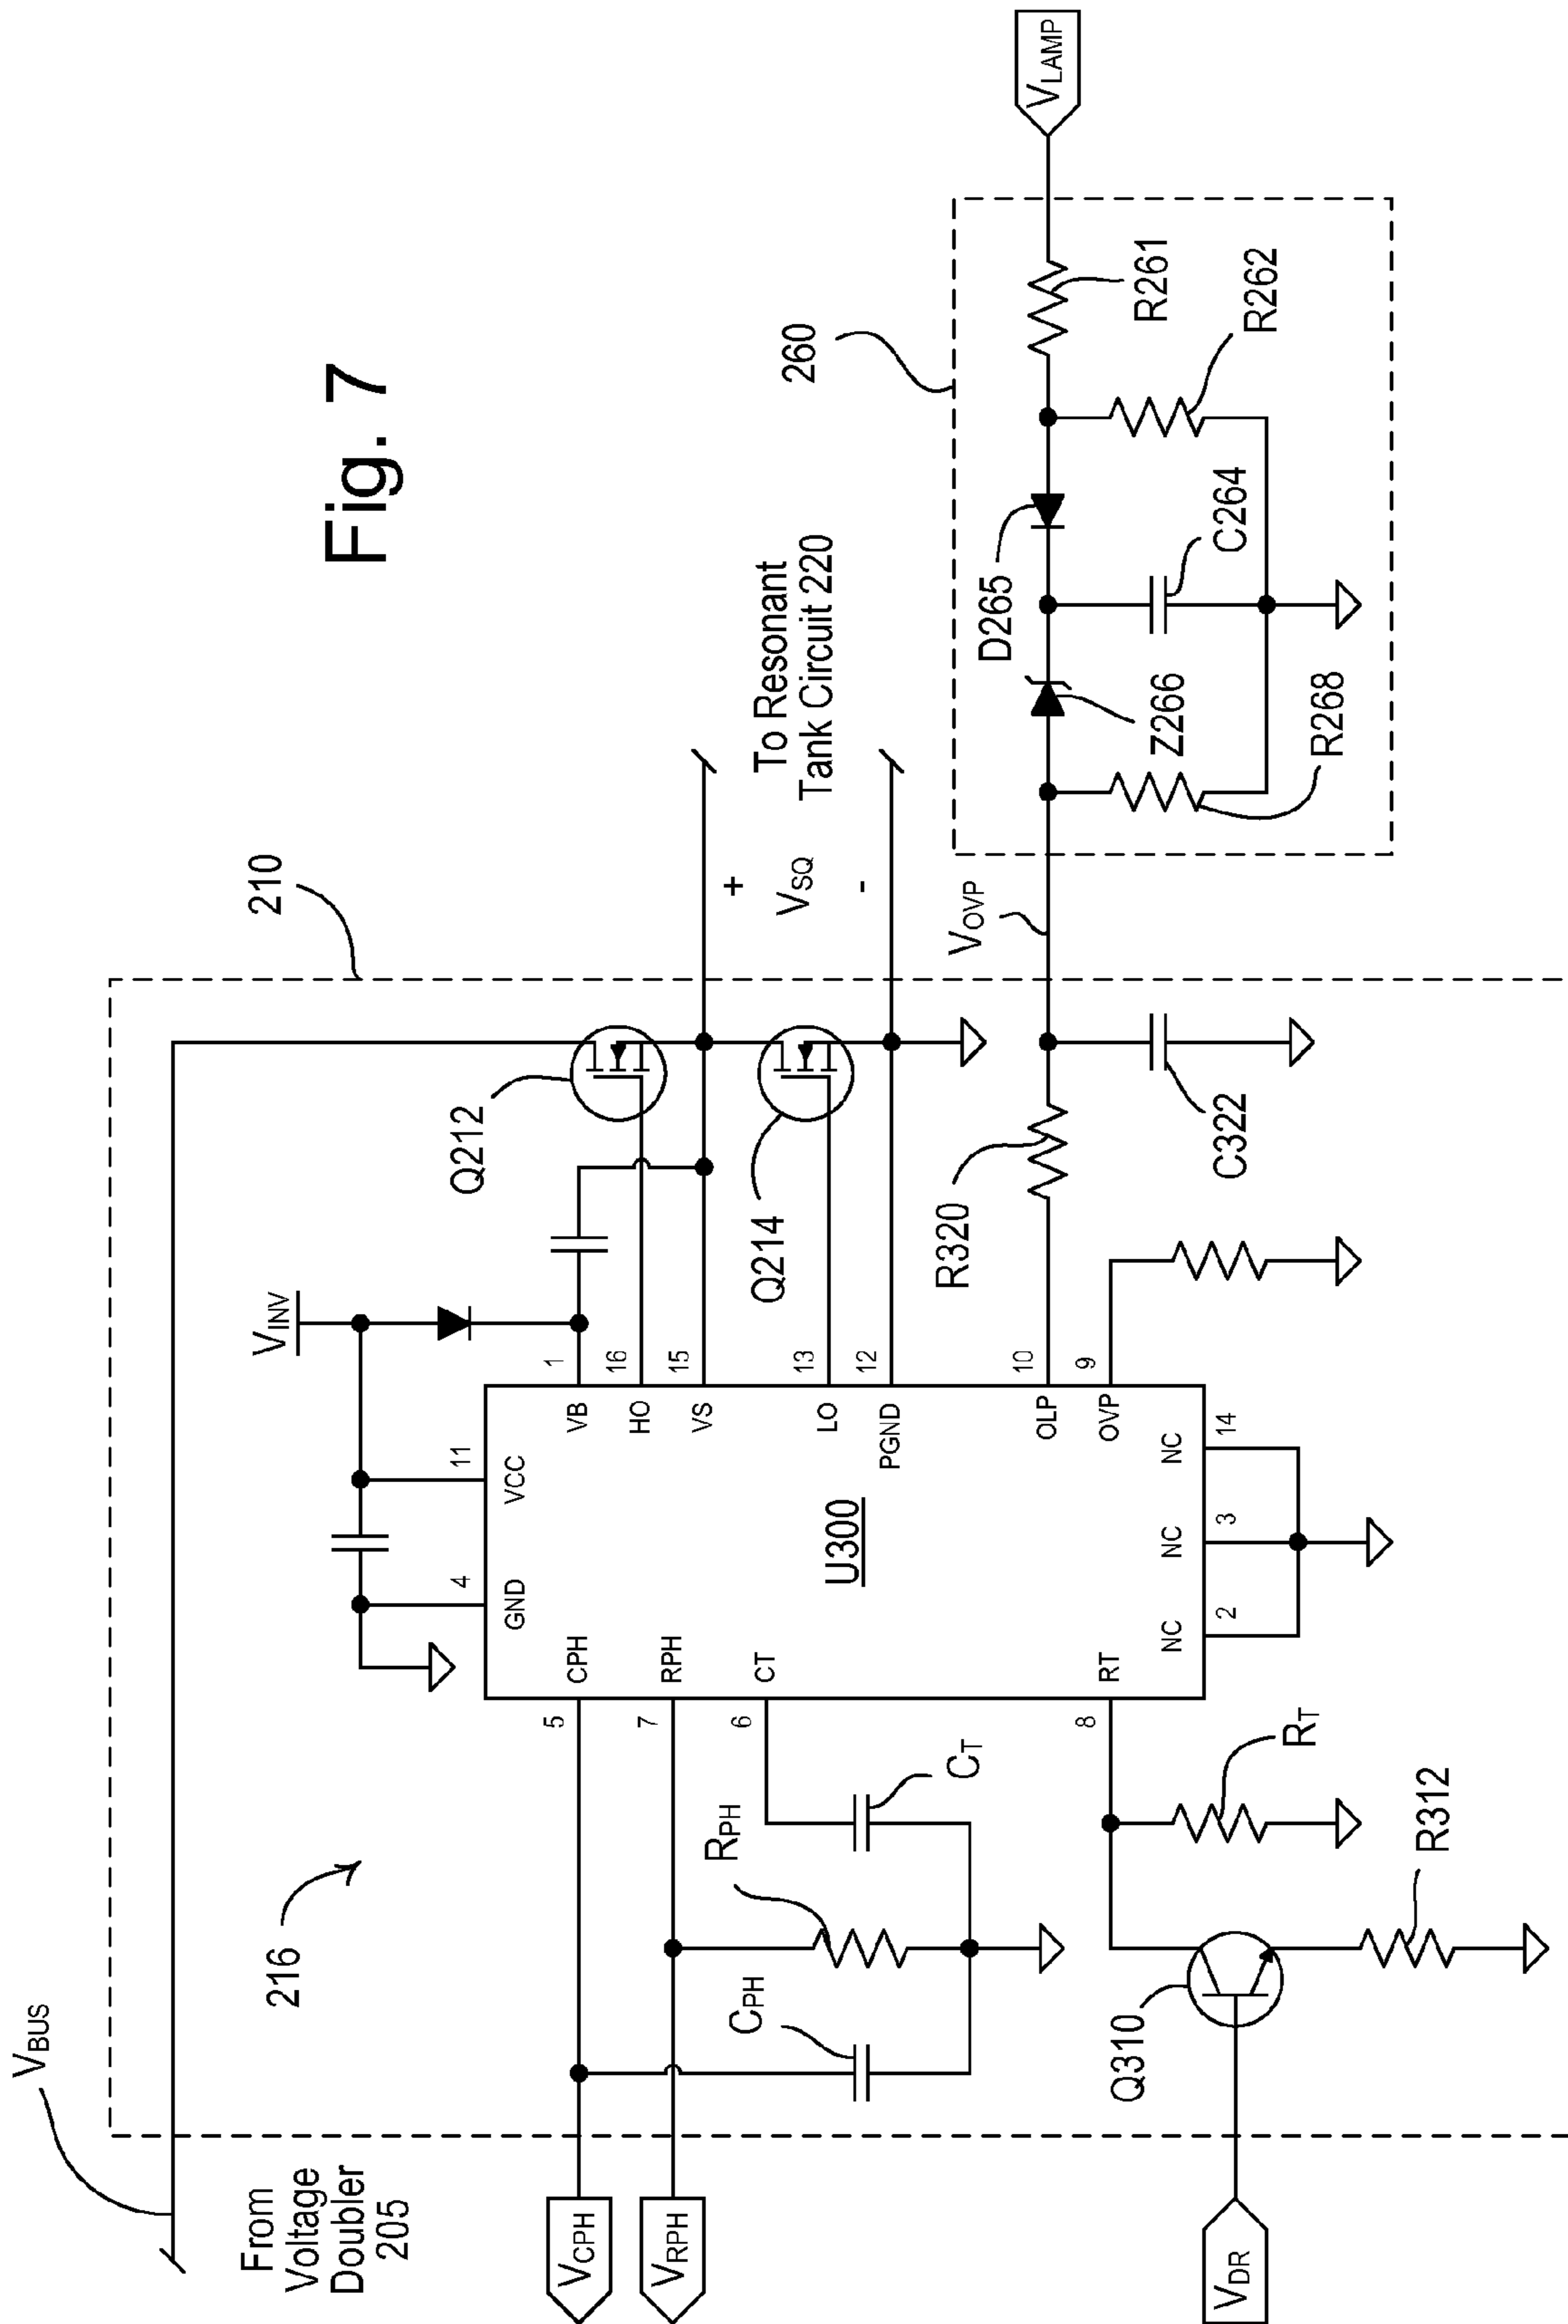 Fig. 7
V_BUS
From
Voltage
Doubler
205
216
210
V_INV
Q212
Q214
+
V_SQ
-
To Resonant
Tank Circuit 220
V_CPH
V_RPH
C_PH
R_PH
C_T
4
11
GND
VCC
5
CPH
7
RPH
6
CT
8
RT
U300
VB
1
HO
16
VS
15
LO
13
PGND
12
OLP
10
OVP
9
NC
NC
NC
2
3
14
V_DR
Q310
R_T
R312
R320
C322
V_OVP
260
D265
Z266
R268
C264
R261
R262
V_LAMP